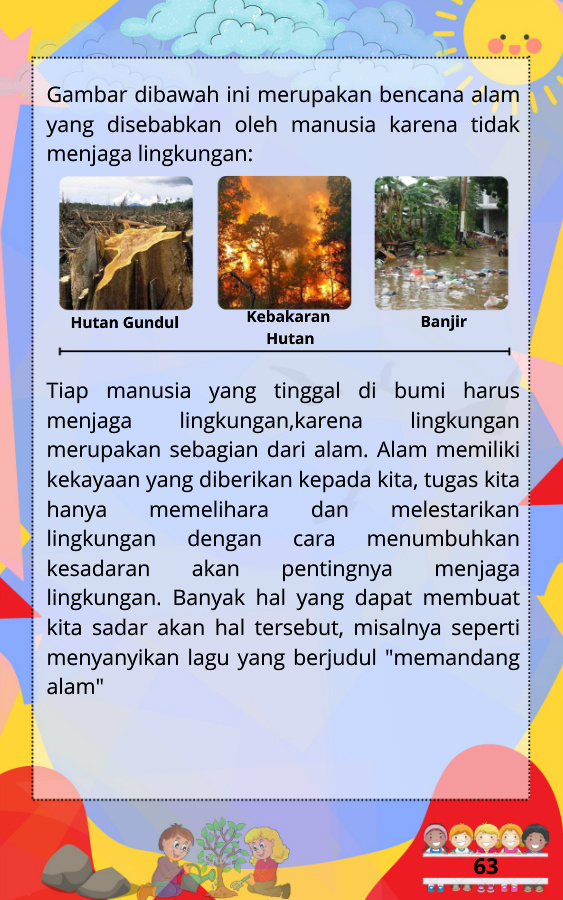 Gambar dibawah ini merupakan bencana alam
yang disebabkan oleh manusia karena tidak
menjaga lingkungan:
Hutan Gundul
Kebakaran
Hutan
Banjir
Tiap manusia yang tinggal di bumi harus
menjaga lingkungan,karena lingkungan
merupakan sebagian dari alam. Alam memiliki
kekayaan yang diberikan kepada kita, tugas kita
hanya memelihara dan melestarikan
lingkungan dengan cara menumbuhkan
kesadaran akan pentingnya menjaga
lingkungan. Banyak hal yang dapat membuat
kita sadar akan hal tersebut, misalnya seperti
menyanyikan lagu yang berjudul "memandang
alam"
63